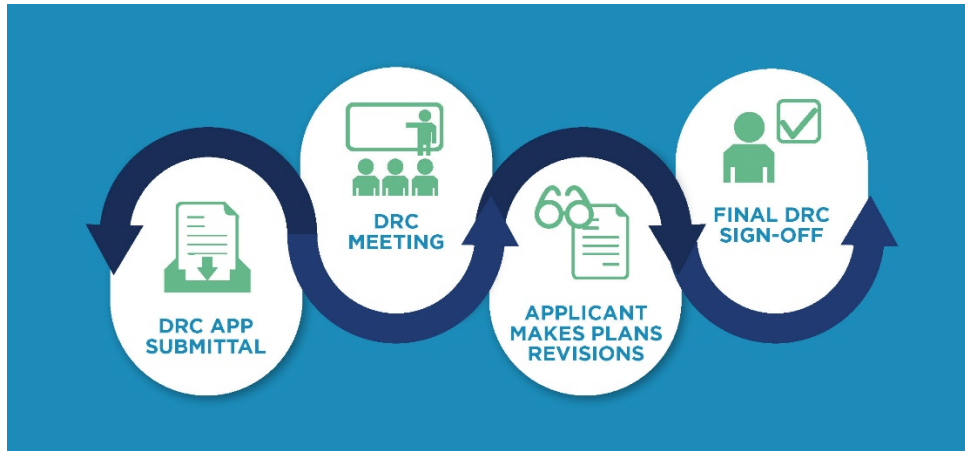 DRC APP
SUBMITTAL
DRC
MEETING
APPLICANT
MAKES PLANS
REVISIONS
FINAL DRC
SIGN-OFF